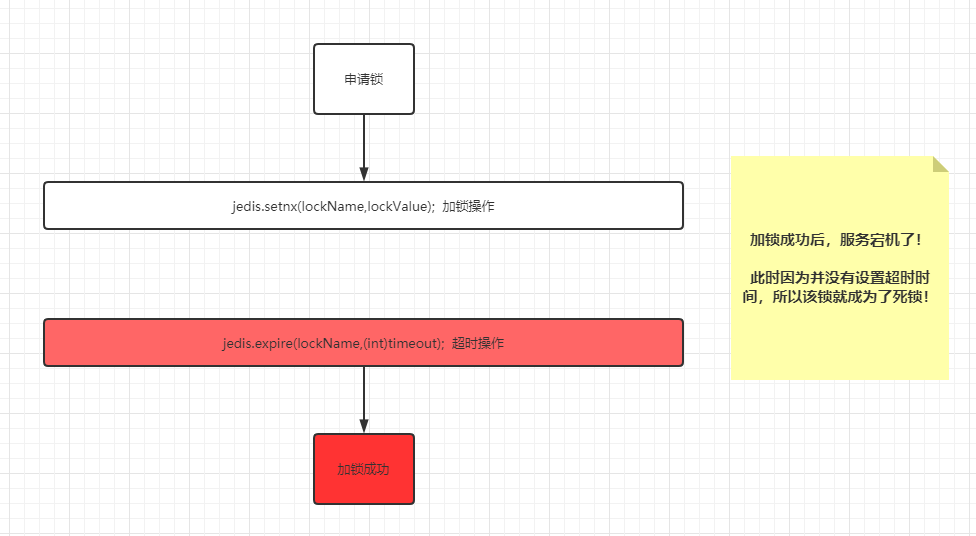 申请锁
jedis.setnx(lockName,lockValue); 加锁操作
加锁成功后，服务宕机了！
此时因为并没有设置超时时
间，所以该锁就成为了死锁！
jedis.expire(lockName,(int)timeout); 超时操作
加锁成功